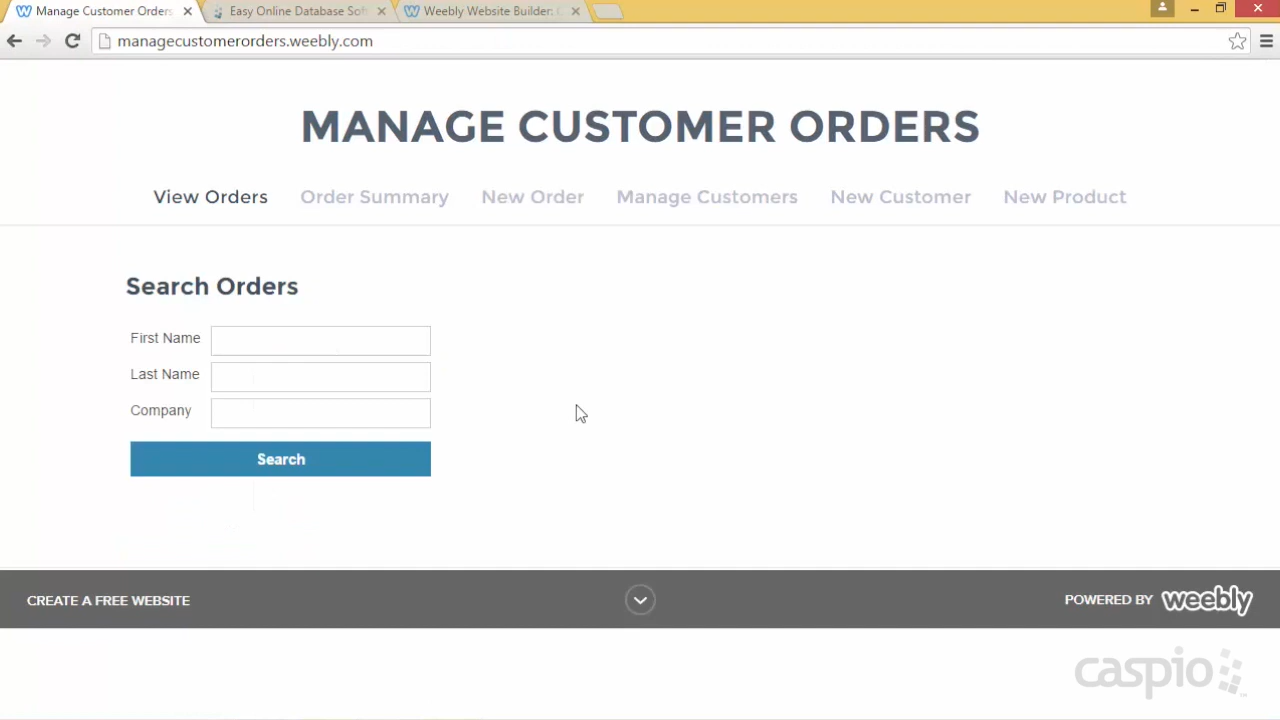 Manage Customer Orders
Easy Online Database Sof
Weebly Website Builder:
managecustomerorders.weebly.com
MANAGE CUSTOMER ORDERS
View Orders
Order Summary
New Order
Manage Customers
New Customer
New Product
Search Orders
First Name
Last Name
Company
Search
CREATE A FREE WEBSITE
POWERED BY weebly
caspio